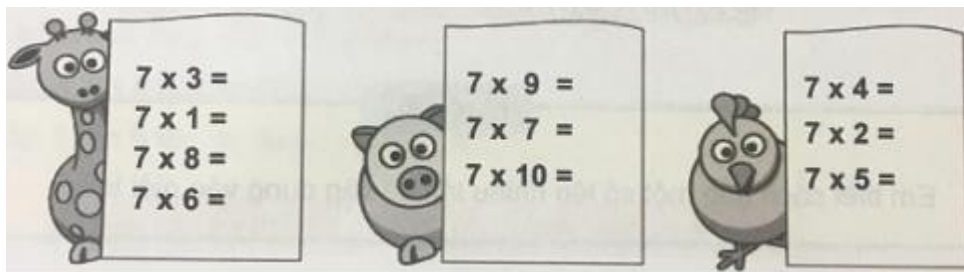 7 x 3 =
7 x 1 =
7 x 8 =
7 x 6 =
7 x 9 =
7 x 7 =
7 x 10 =
7 x 4 =
7 x 2 =
7 x 5 =